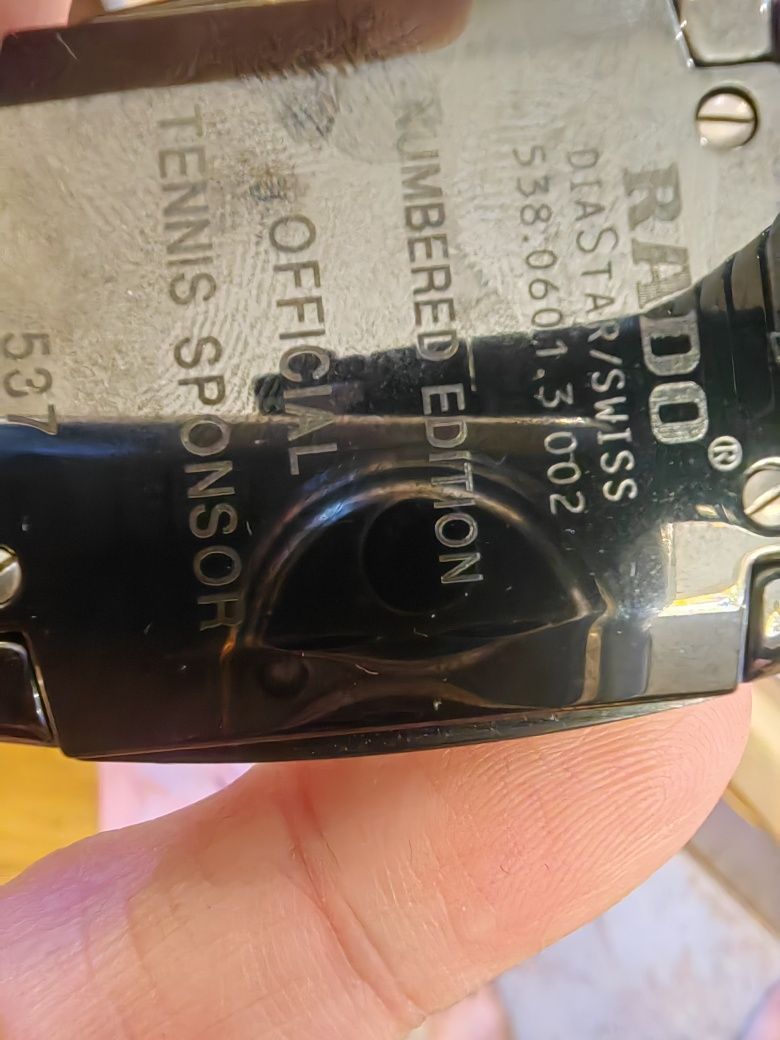 RADO®
DIASTAR/SWISS
538.0601.3.002
NUMBERED EDITION
OFFICIAL
TENNIS SPONSOR
537